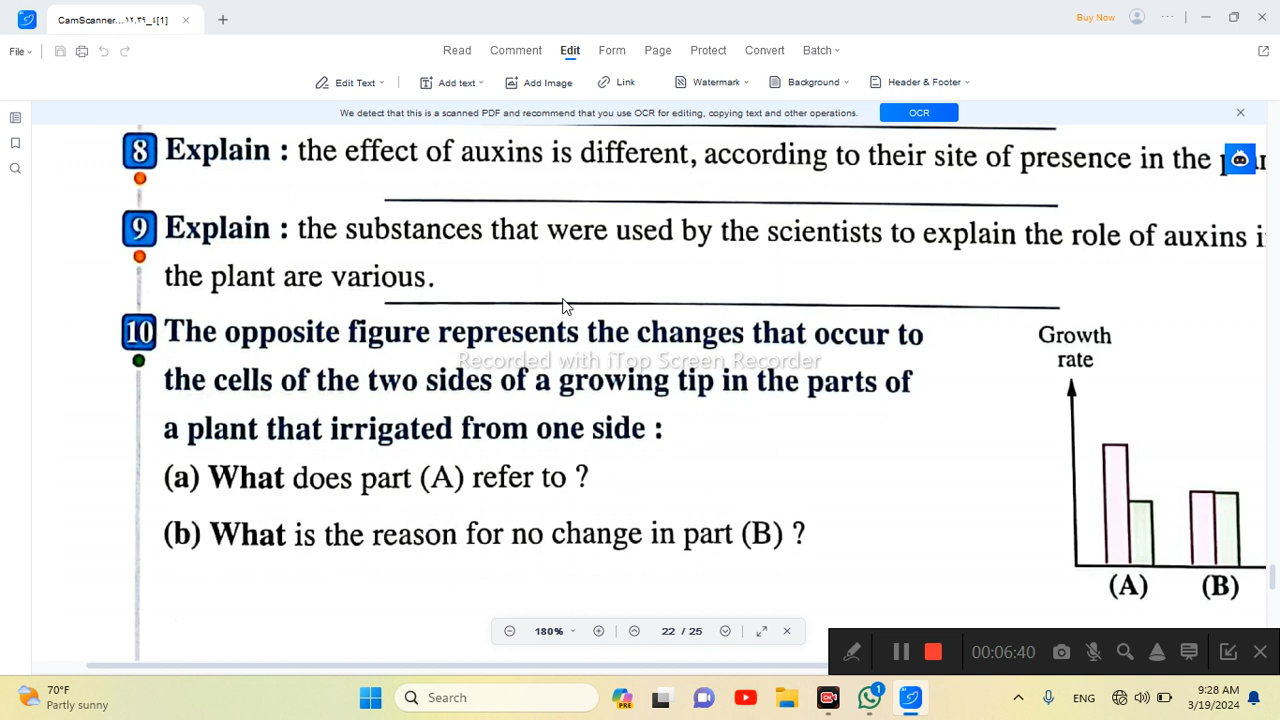 CamScanner...
Buy Now
File
Read Comment Edit Form Page Protect Convert Batch
Edit Text Add text Add Image Link Watermark Background Header & Footer
We detect that this is a scanned PDF and recommend that you use OCR for editing, copying text and other operations. OCR
8 Explain : the effect of auxins is different, according to their site of presence in the
9 Explain : the substances that were used by the scientists to explain the role of auxins
the plant are various.
10 The opposite figure represents the changes that occur to
Recorded with iTop Screen Recorder
the cells of the two sides of a growing tip in the parts of
a plant that irrigated from one side :
(a) What does part (A) refer to ?
(b) What is the reason for no change in part (B) ?
Growth
rate
(A) (B)
180% 22 / 25
00:06:40
70°F
Partly sunny
Search
PRE
1
ENG
9:28 AM
3/19/2024